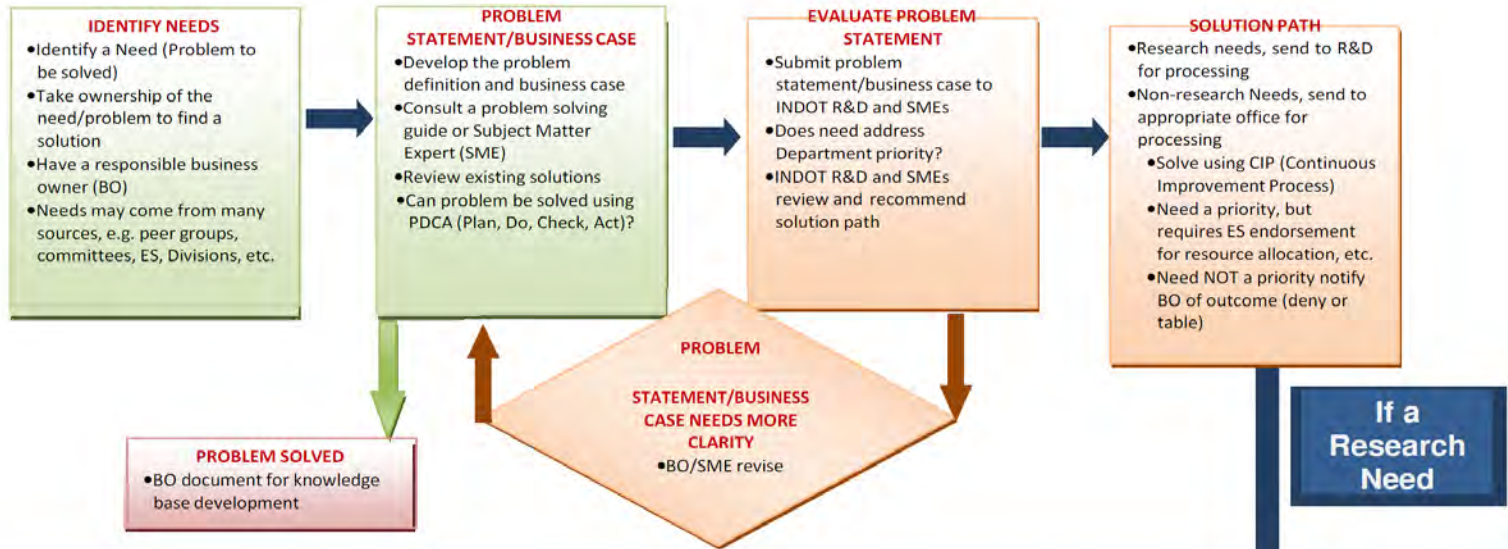 IDENTIFY NEEDS
•Identify a Need (Problem to
be solved)
•Take ownership of the
need/problem to find a
solution
•Have a responsible business
owner (BO)
•Needs may come from many
sources, e.g. peer groups,
committees, ES, Divisions, etc.
PROBLEM
STATEMENT/BUSINESS CASE
•Develop the problem
definition and business case
•Consult a problem solving
guide or Subject Matter
Expert (SME)
•Review existing solutions
•Can problem be solved using
PDCA (Plan, Do, Check, Act)?
EVALUATE PROBLEM
STATEMENT
•Submit problem
statement/business case to
INDOT R&D and SMEs
•Does need address
Department priority?
•INDOT R&D and SMEs
review and recommend
solution path
SOLUTION PATH
•Research needs, send to R&D
for processing
•Non-research Needs, send to
appropriate office for
processing
•Solve using CIP (Continuous
Improvement Process)
•Need a priority, but
requires ES endorsement
for resource allocation, etc.
•Need NOT a priority notify
BO of outcome (deny or
table)
PROBLEM SOLVED
•BO document for knowledge
base development
PROBLEM
STATEMENT/BUSINESS
CASE NEEDS MORE
CLARITY
•BO/SME revise
If a
Research
Need